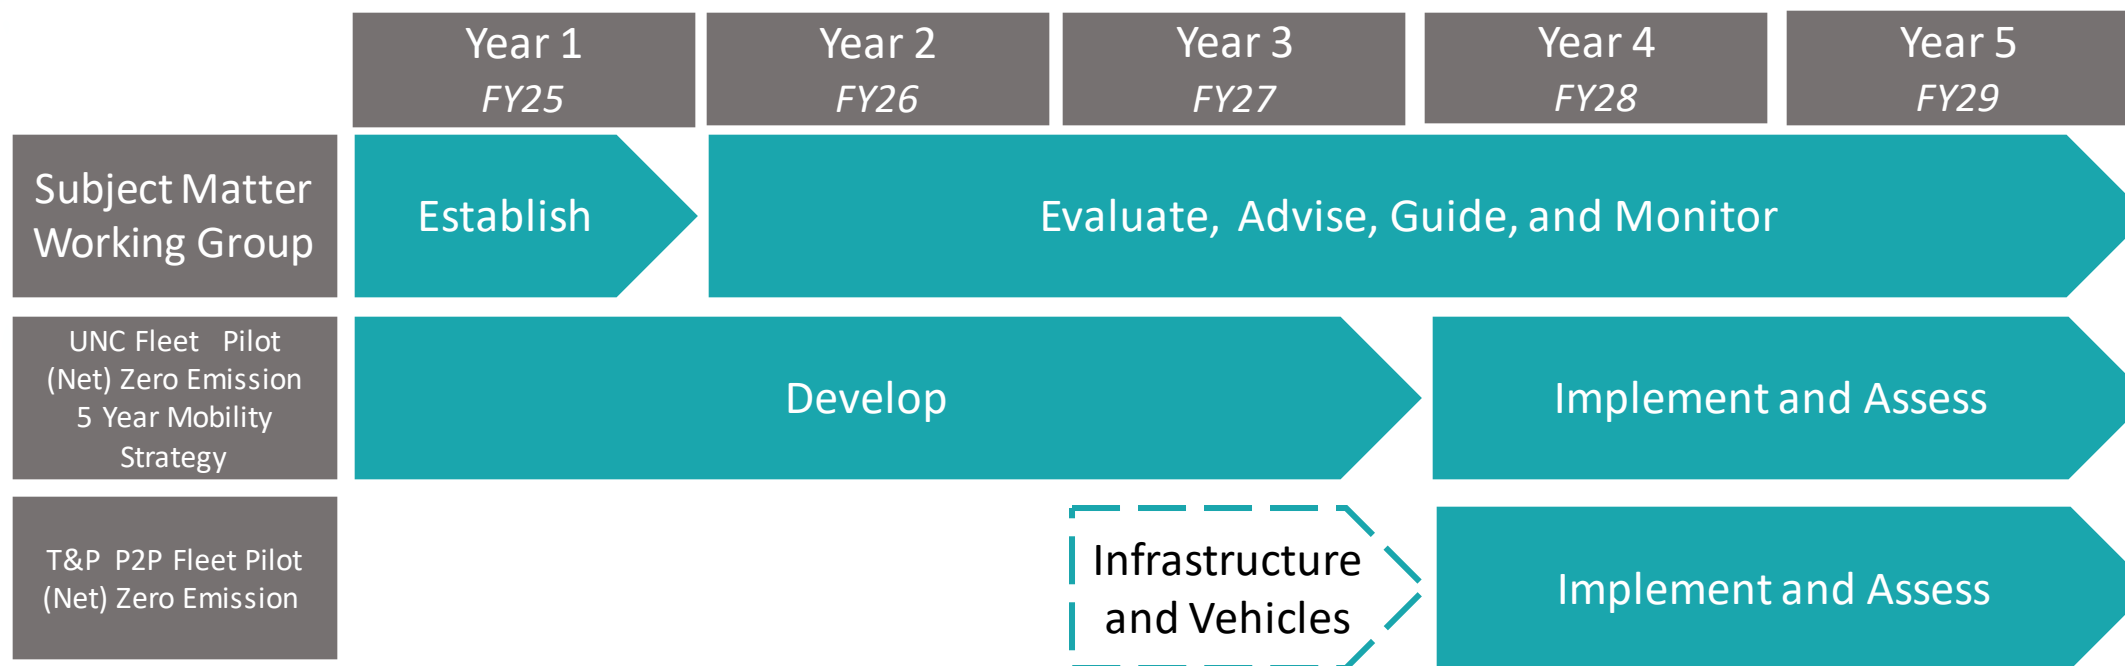 Year 1
FY25
Year 2
FY26
Year 3
FY27
Year 4
FY28
Year 5
FY29
Subject Matter
Working Group
Establish
Evaluate, Advise, Guide, and Monitor
UNC Fleet Pilot
(Net) Zero Emission
5 Year Mobility
Strategy
Develop
Implement and Assess
T&P P2P Fleet Pilot
(Net) Zero Emission
Infrastructure
and Vehicles
Implement and Assess